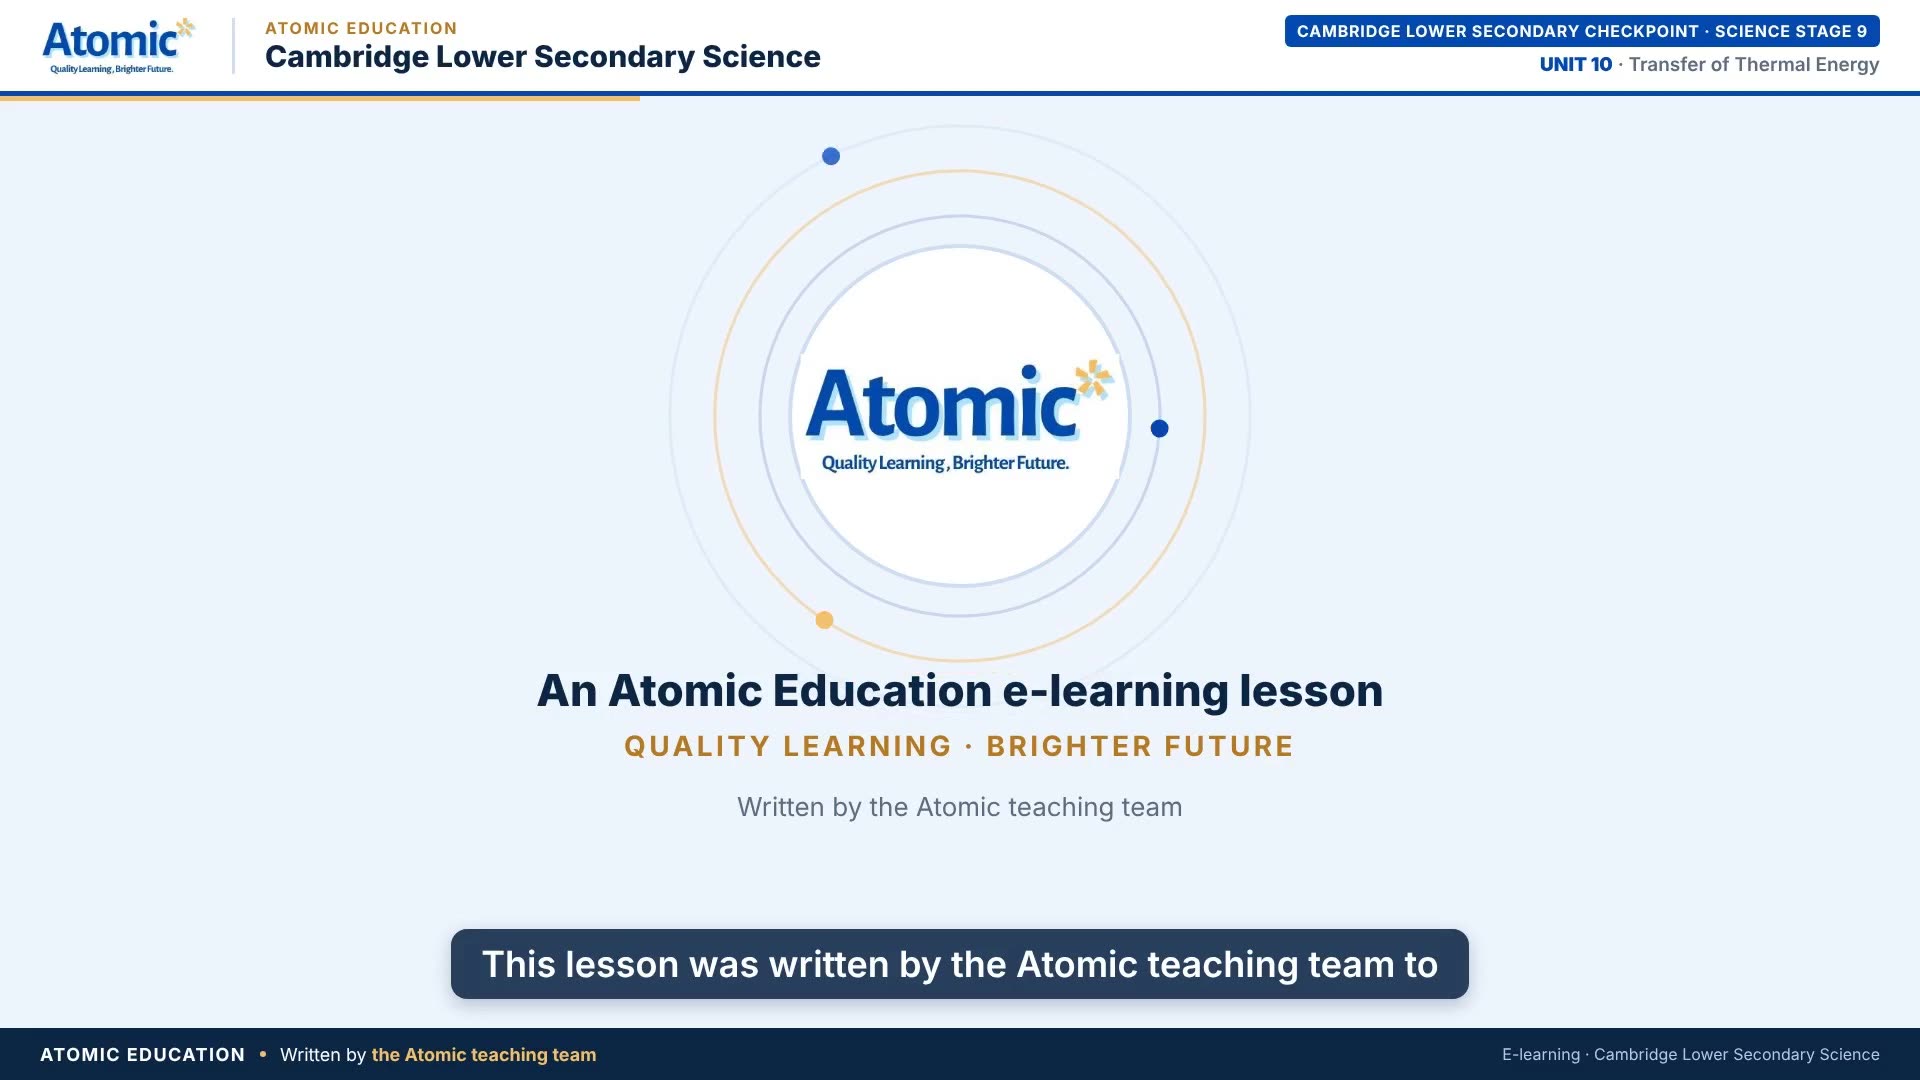 Atomic
Quality Learning, Brighter Future.
ATOMIC EDUCATION
Cambridge Lower Secondary Science
CAMBRIDGE LOWER SECONDARY CHECKPOINT · SCIENCE STAGE 9
UNIT 10 · Transfer of Thermal Energy
Atomic
Quality Learning, Brighter Future.
An Atomic Education e-learning lesson
QUALITY LEARNING · BRIGHTER FUTURE
Written by the Atomic teaching team
This lesson was written by the Atomic teaching team to
ATOMIC EDUCATION • Written by the Atomic teaching team
E-learning · Cambridge Lower Secondary Science